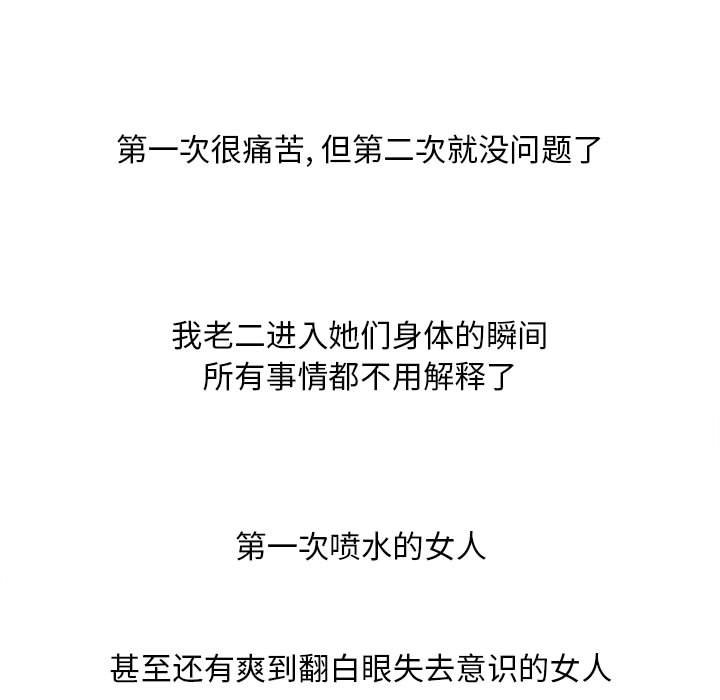 第一次很痛苦, 但第二次就没问题了
我老二进入她们身体的瞬间
所有事情都不用解释了
第一次喷水的女人
甚至还有爽到翻白眼失去意识的女人